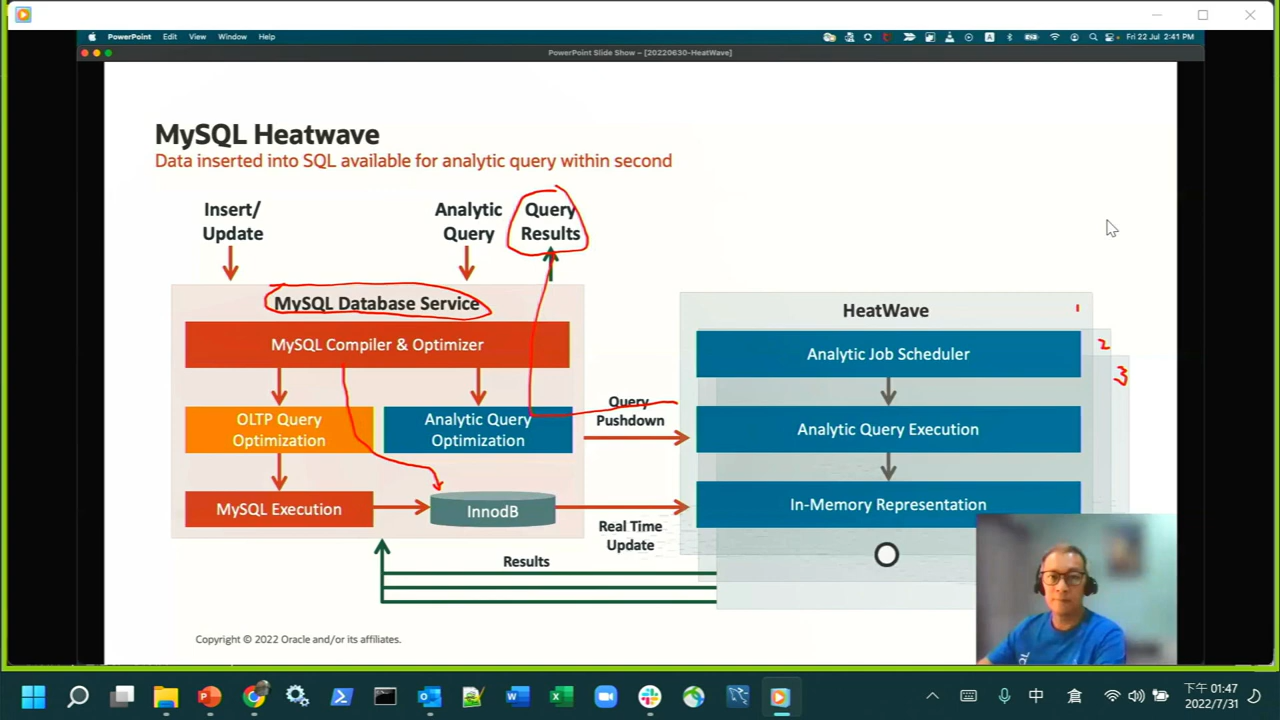 PowerPoint Edit View Window Help
Fri 22 Jul 2:41 PM
PowerPoint Slide Show - [20220630-HeatWave]
MySQL Heatwave
Data inserted into SQL available for analytic query within second
Insert/
Update
Analytic
Query
Query
Results
MySQL Database Service
MySQL Compiler & Optimizer
OLTP Query
Optimization
Analytic Query
Optimization
MySQL Execution
InnodB
Query
Pushdown
Real Time
Update
Results
HeatWave
1
2
3
Analytic Job Scheduler
Analytic Query Execution
In-Memory Representation
Copyright © 2022 Oracle and/or its affiliates.
中
下午 01:47
2022/7/31